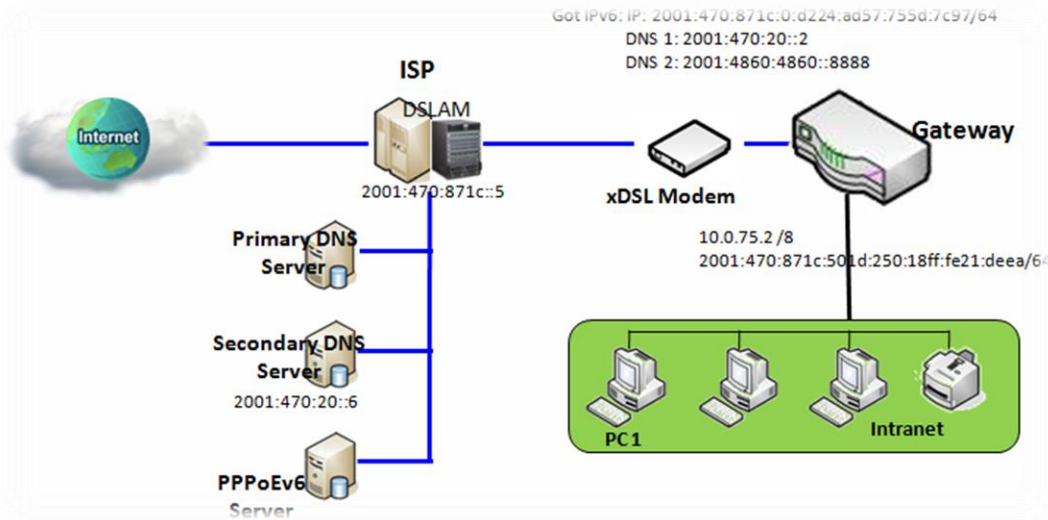 Got IPv6: IP: 2001:470:871c:0:d224:ad57:755d:7c97/64
DNS 1: 2001:470:20::2
DNS 2: 2001:4860:4860::8888
ISP
DSLAM
Internet
Gateway
2001:470:871c::5
xDSL Modem
Primary DNS
Server
10.0.75.2 /8
2001:470:871c:501d:250:18ff:fe21:deea/64
Secondary DNS
Server
2001:470:20::6
PC1
Intranet
PPPoEv6
Server